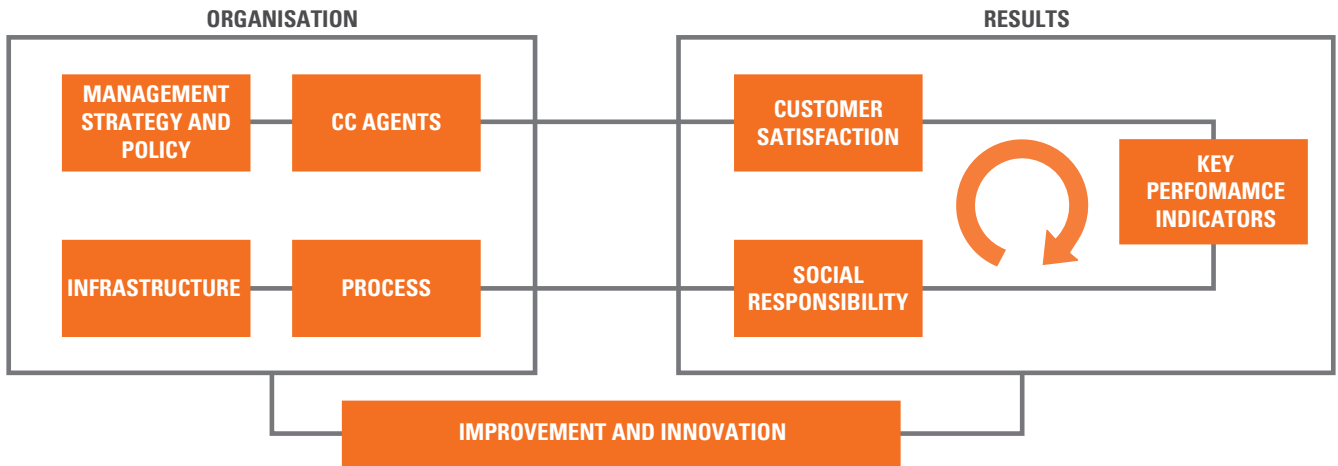 ORGANISATION
RESULTS
MANAGEMENT
STRATEGY AND
POLICY
CC AGENTS
CUSTOMER
SATISFACTION
KEY
PERFOMAMCE
INDICATORS
INFRASTRUCTURE
PROCESS
SOCIAL
RESPONSIBILITY
IMPROVEMENT AND INNOVATION